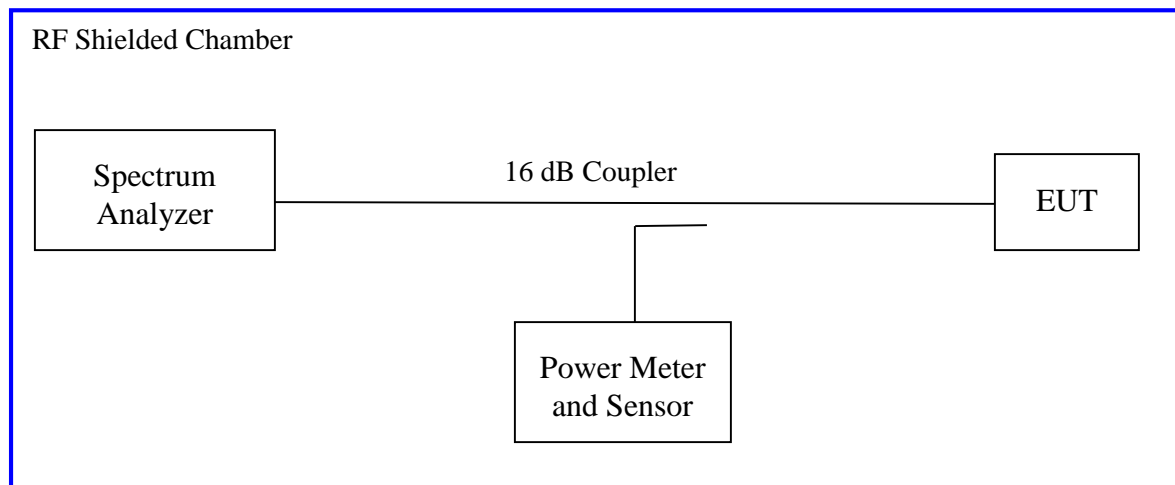 RF Shielded Chamber
16 dB Coupler
Spectrum
Analyzer
EUT
Power Meter
and Sensor